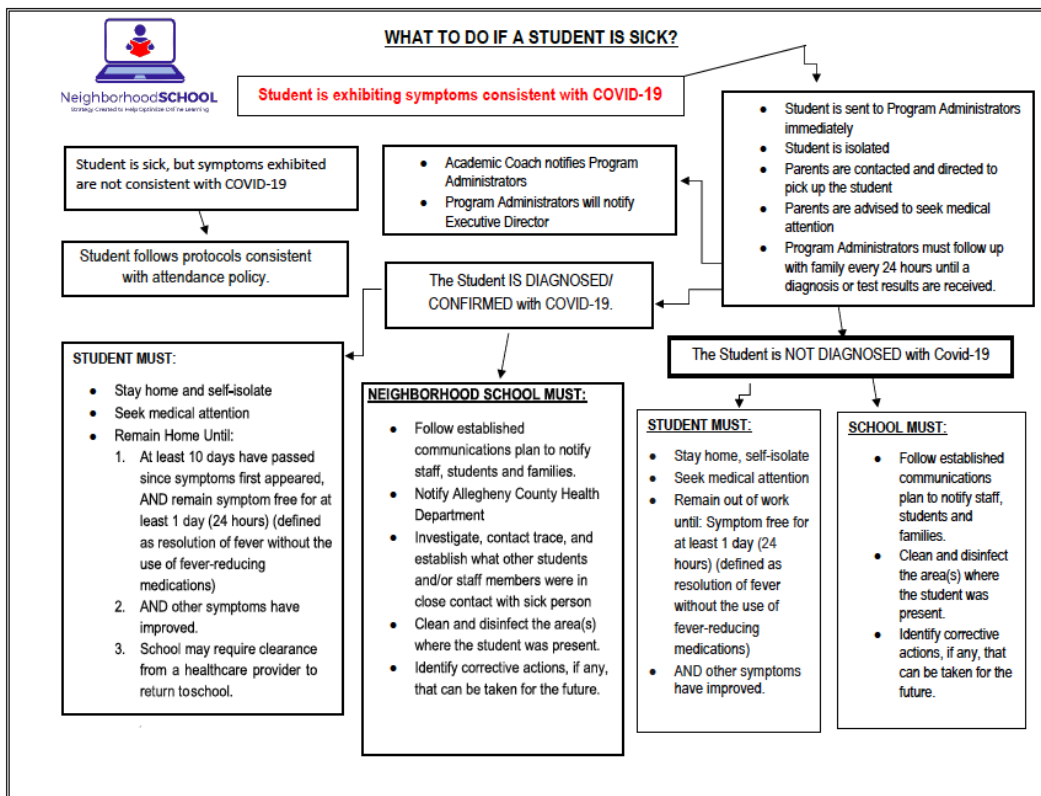 WHAT TO DO IF A STUDENT IS SICK?
NeighborhoodSCHOOL
Strategy Created to Help Optimize Online Learning
Student is exhibiting symptoms consistent with COVID-19
● Student is sent to Program Administrators
immediately
● Student is isolated
● Parents are contacted and directed to
pick up the student
● Parents are advised to seek medical
attention
● Program Administrators must follow up
with family every 24 hours until a
diagnosis or test results are received.
Student is sick, but symptoms exhibited
are not consistent with COVID-19
● Academic Coach notifies Program
Administrators
● Program Administrators will notify
Executive Director
Student follows protocols consistent
with attendance policy.
The Student IS DIAGNOSED/
CONFIRMED with COVID-19.
The Student is NOT DIAGNOSED with Covid-19
STUDENT MUST:
● Stay home and self-isolate
● Seek medical attention
● Remain Home Until:
1. At least 10 days have passed
since symptoms first appeared,
AND remain symptom free for at
least 1 day (24 hours) (defined
as resolution of fever without the
use of fever-reducing
medications)
2. AND other symptoms have
improved.
3. School may require clearance
from a healthcare provider to
return toschool.
NEIGHBORHOOD SCHOOL MUST:
● Follow established
communications plan to notify
staff, students and families.
● Notify Allegheny County Health
Department
● Investigate, contact trace, and
establish what other students
and/or staff members were in
close contact with sick person
● Clean and disinfect the area(s)
where the student was present.
● Identify corrective actions, if any,
that can be taken for the future.
STUDENT MUST:
● Stay home, self-isolate
● Seek medical attention
● Remain out of work
until: Symptom free for
at least 1 day (24
hours) (defined as
resolution of fever
without the use of
fever-reducing
medications)
● AND other symptoms
have improved.
SCHOOL MUST:
● Follow established
communications
plan to notify staff,
students and
families.
● Clean and disinfect
the area(s) where
the student was
present.
● Identify corrective
actions, if any, that
can be taken for the
future.